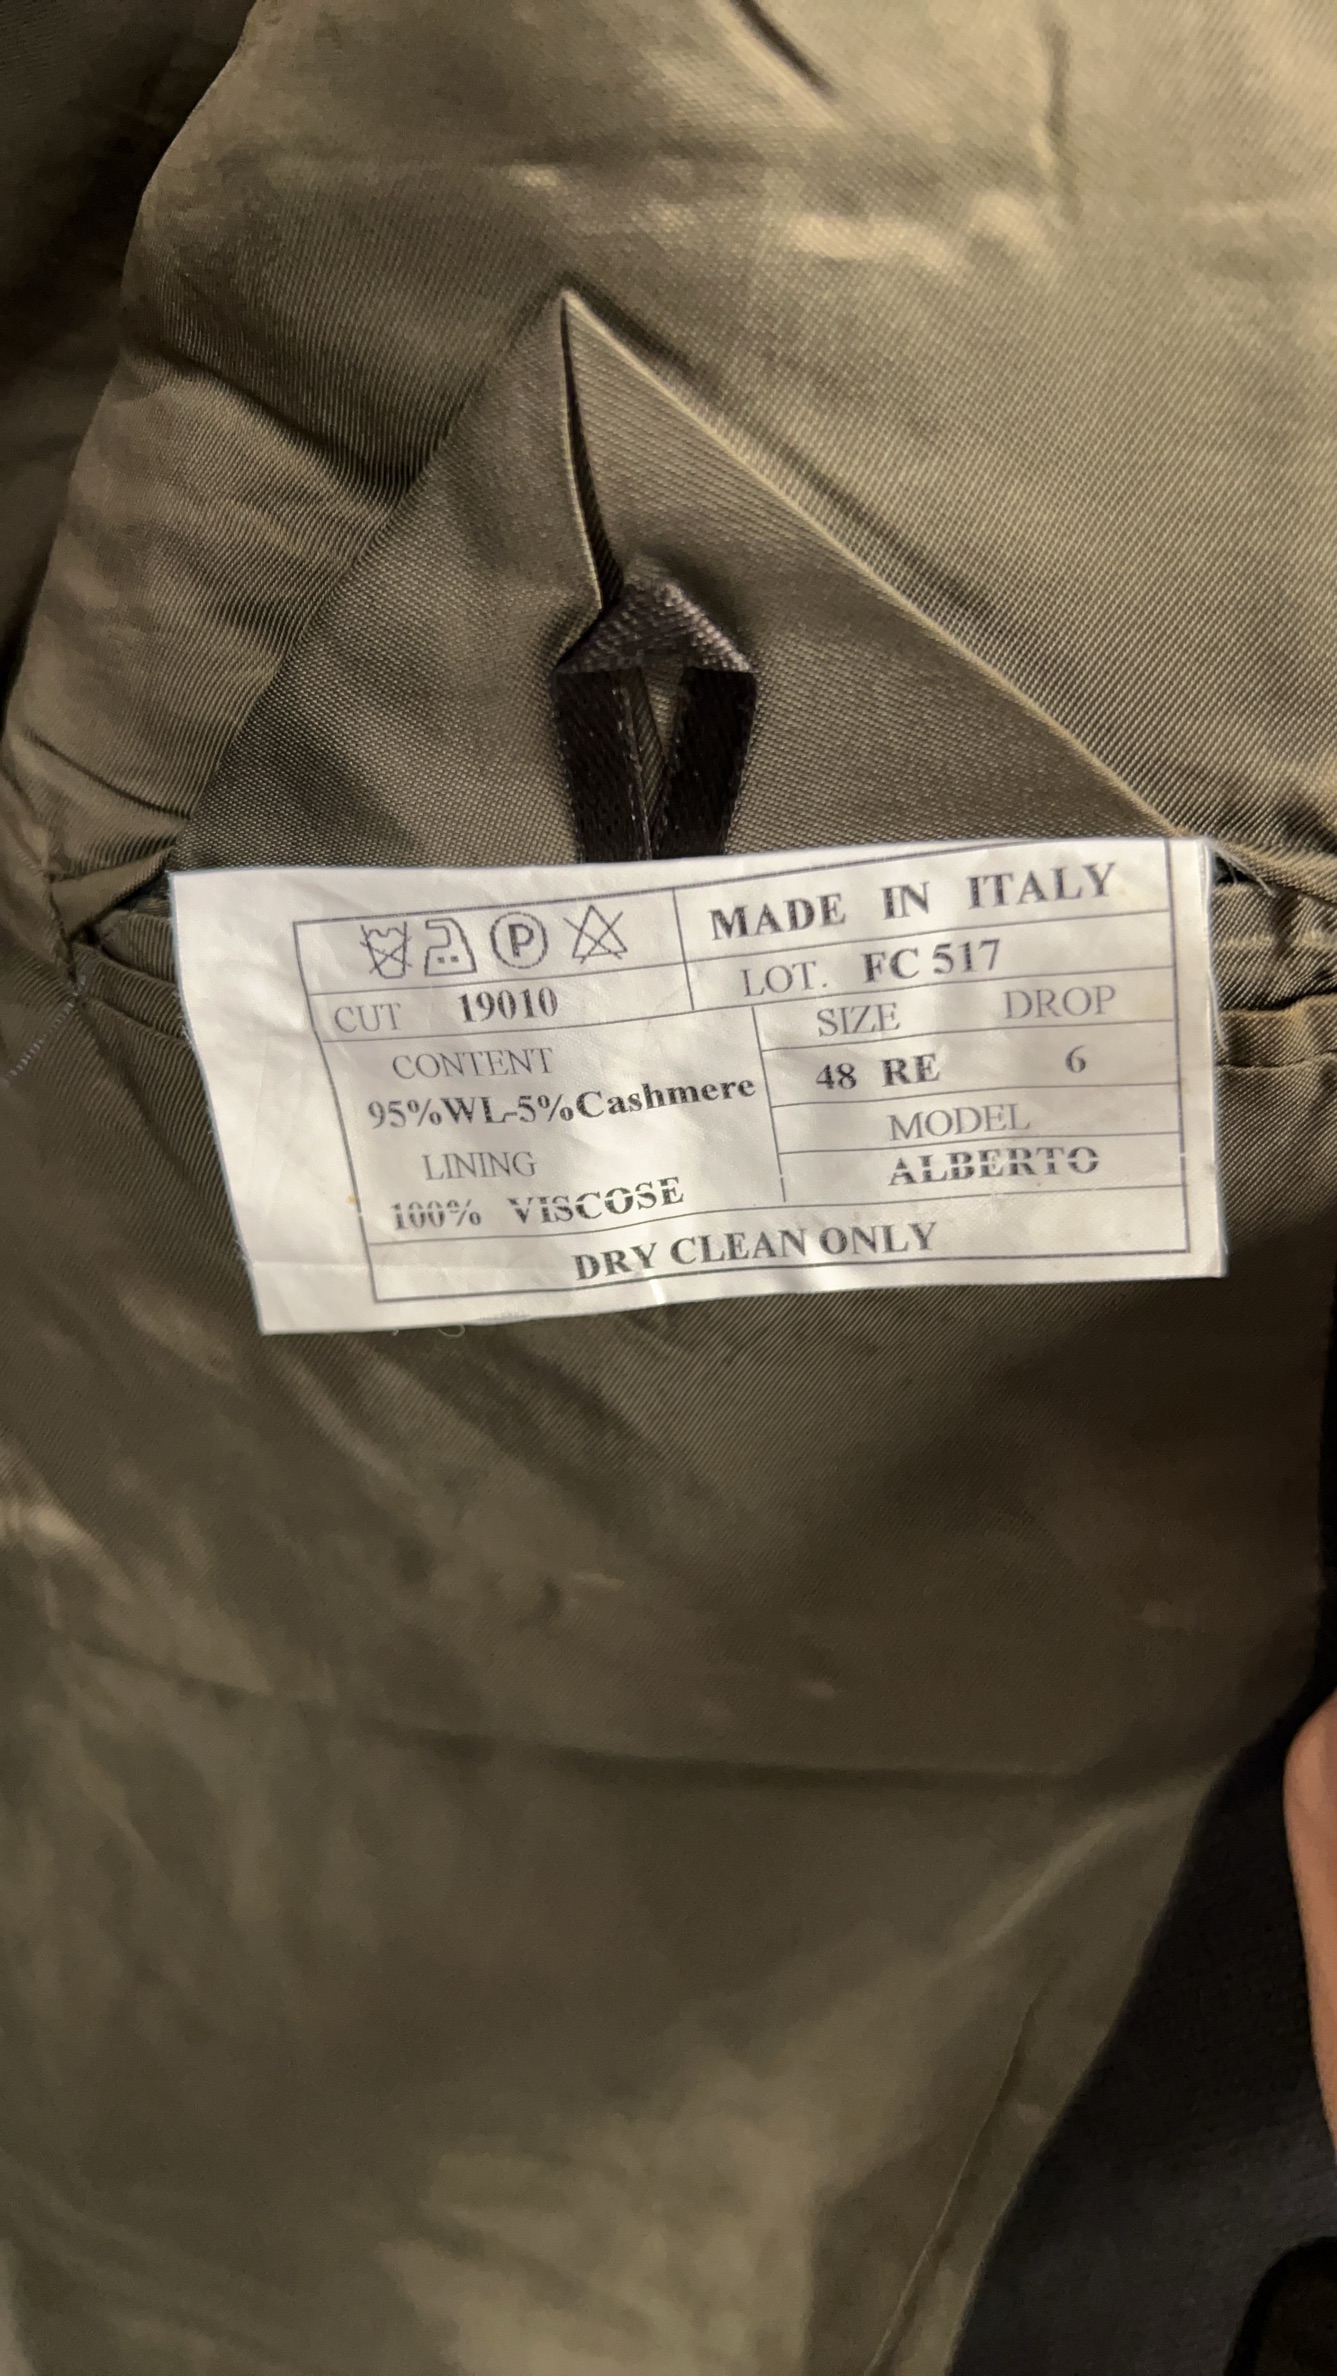 P
MADE IN ITALY
LOT. FC 517
CUT 19010
SIZE DROP
CONTENT
48 RE 6
95%WL-5%Cashmere
MODEL
LINING
ALBERTO
100% VISCOSE
DRY CLEAN ONLY